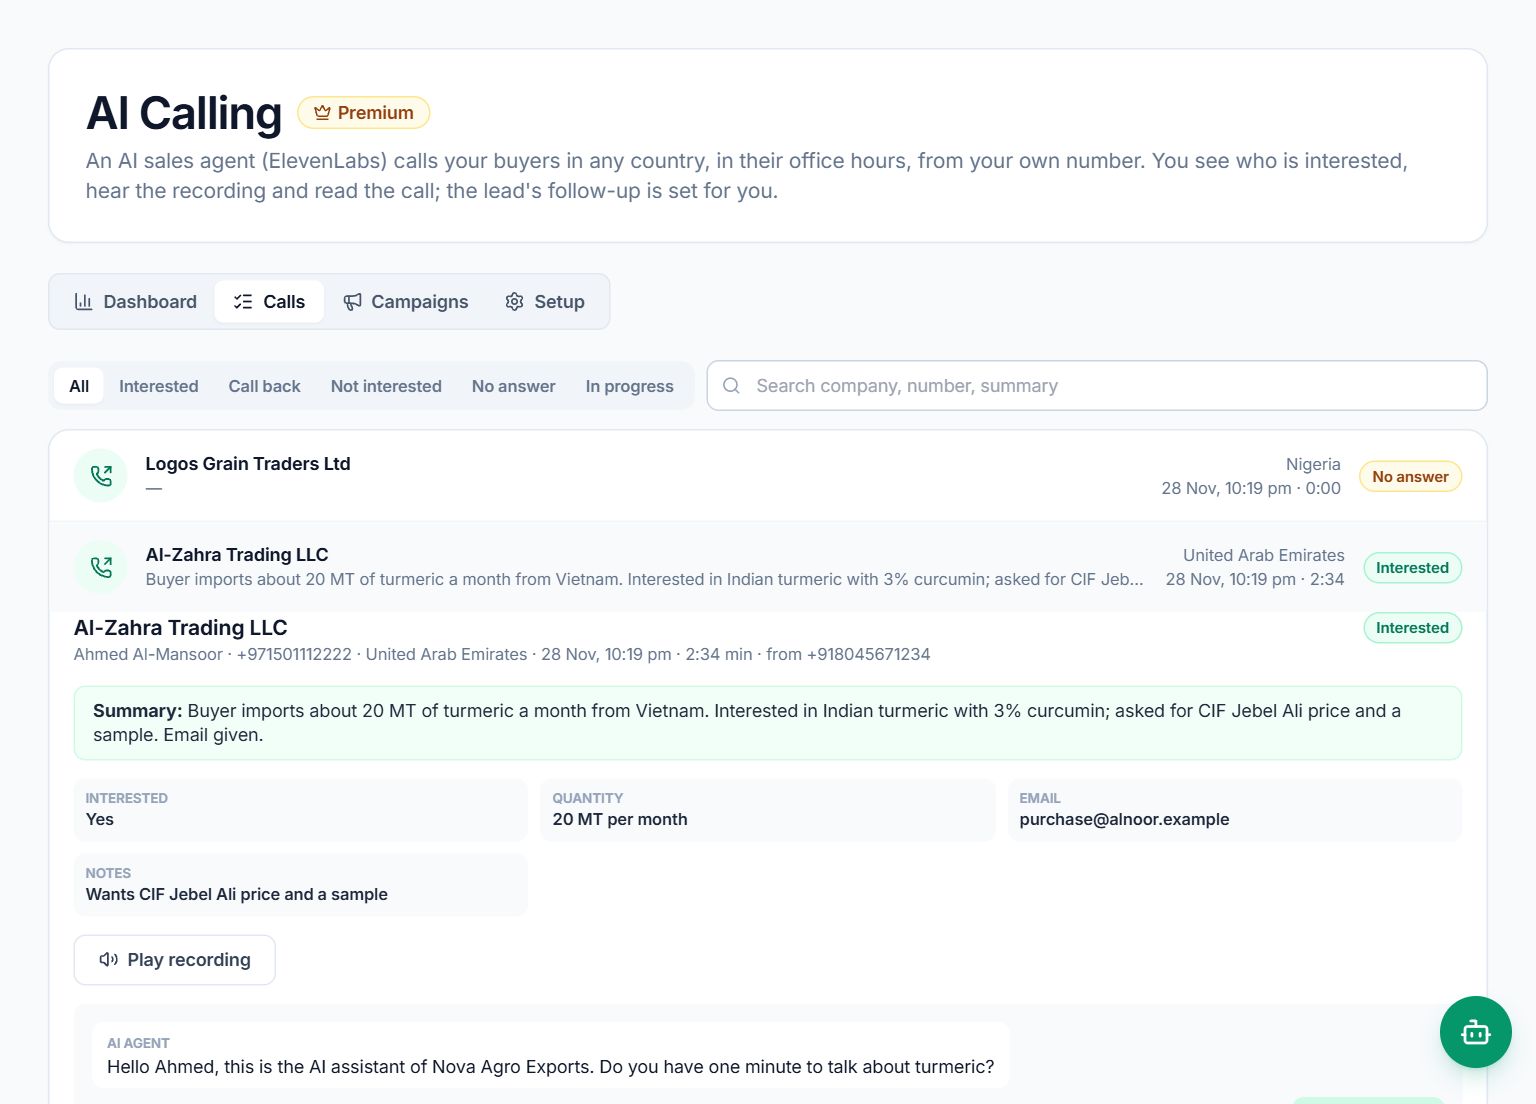 AI Calling
Premium
An AI sales agent (ElevenLabs) calls your buyers in any country, in their office hours, from your own number. You see who is interested,
hear the recording and read the call; the lead's follow-up is set for you.
Dashboard
Calls
Campaigns
Setup
All
Interested
Call back
Not interested
No answer
In progress
Search company, number, summary
Logos Grain Traders Ltd
—
Nigeria
28 Nov, 10:19 pm · 0:00
No answer
Al-Zahra Trading LLC
Buyer imports about 20 MT of turmeric a month from Vietnam. Interested in Indian turmeric with 3% curcumin; asked for CIF Jeb...
United Arab Emirates
28 Nov, 10:19 pm · 2:34
Interested
Al-Zahra Trading LLC
Interested
Ahmed Al-Mansoor · +971501112222 · United Arab Emirates · 28 Nov, 10:19 pm · 2:34 min · from +918045671234
Summary: Buyer imports about 20 MT of turmeric a month from Vietnam. Interested in Indian turmeric with 3% curcumin; asked for CIF Jebel Ali price and a
sample. Email given.
INTERESTED
Yes
QUANTITY
20 MT per month
EMAIL
purchase@alnoor.example
NOTES
Wants CIF Jebel Ali price and a sample
Play recording
AI AGENT
Hello Ahmed, this is the AI assistant of Nova Agro Exports. Do you have one minute to talk about turmeric?